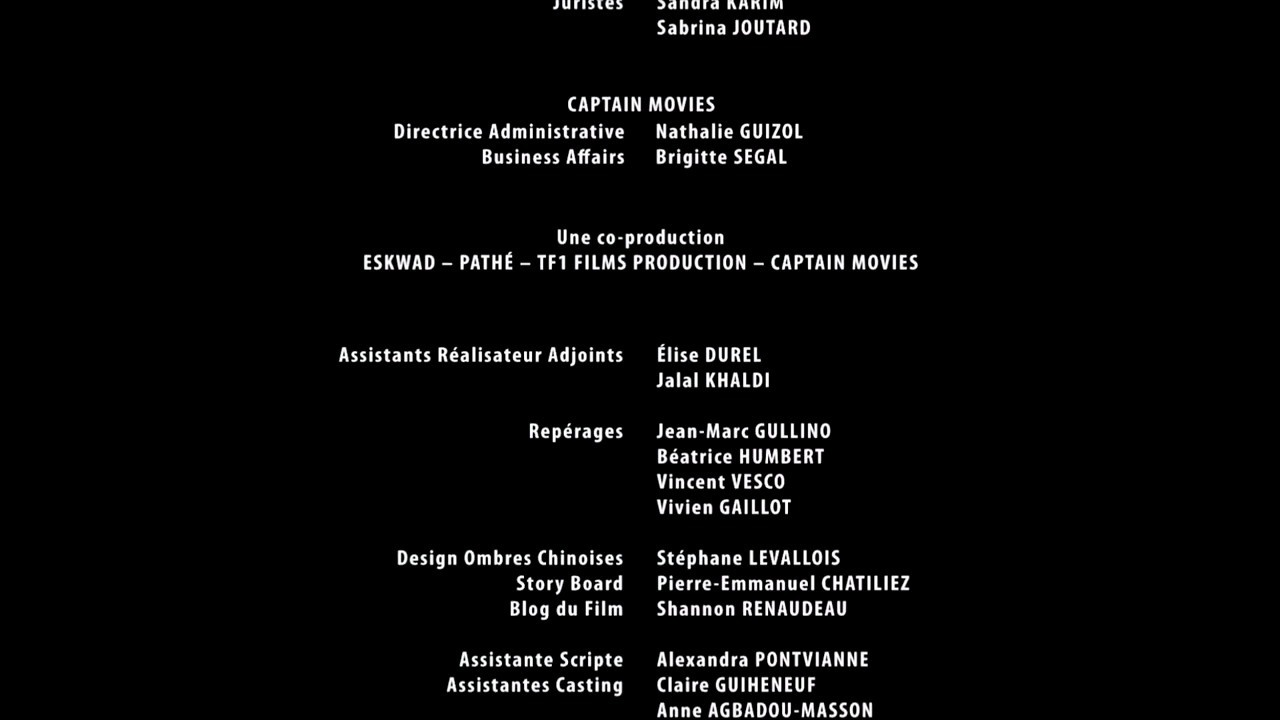 Juristes Sandra KARIM
Sabrina JOUTARD
CAPTAIN MOVIES
Directrice Administrative Nathalie GUIZOL
Business Affairs Brigitte SEGAL
Une co-production
ESKWAD – PATHÉ – TF1 FILMS PRODUCTION – CAPTAIN MOVIES
Assistants Réalisateur Adjoints Élise DUREL
Jalal KHALDI
Repérages Jean-Marc GULLINO
Béatrice HUMBERT
Vincent VESCO
Vivien GAILLOT
Design Ombres Chinoises Stéphane LEVALLOIS
Story Board Pierre-Emmanuel CHATILIEZ
Blog du Film Shannon RENAUDEAU
Assistante Scripte Alexandra PONTVIANNE
Assistantes Casting Claire GUIHENEUF
Anne AGBADOU-MASSON